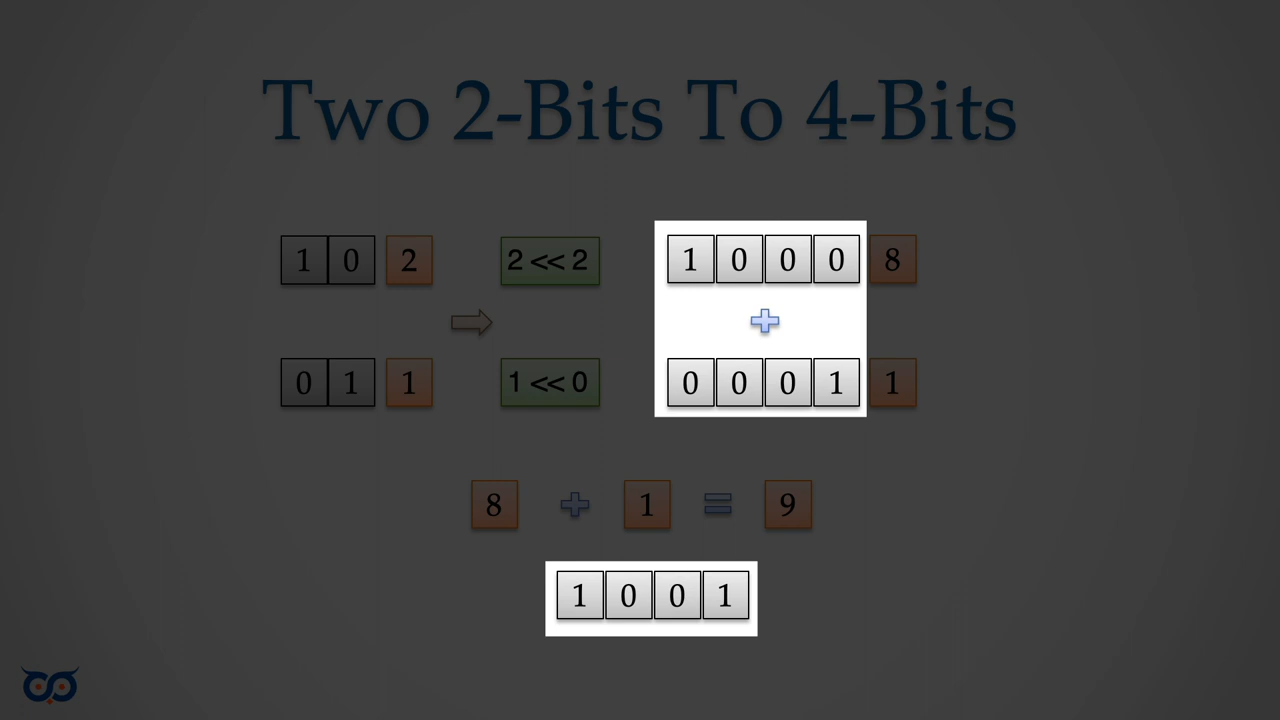 Two 2-Bits To 4-Bits
1 0 2 2 << 2 1 0 0 0 8
0 1 1 1 << 0 0 0 0 1 1
8 + 1 = 9
1 0 0 1